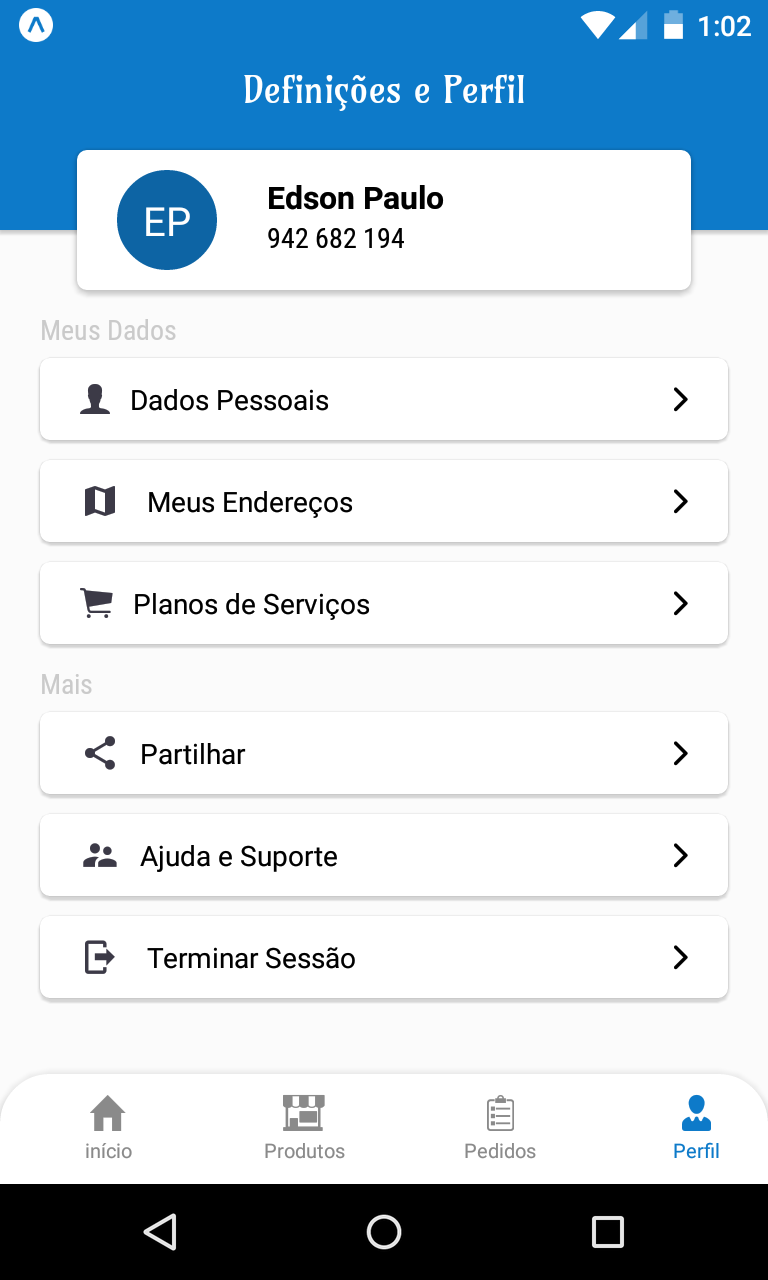 1:02
Definições e Perfil
EP
Edson Paulo
942 682 194
Meus Dados
Dados Pessoais
Meus Endereços
Planos de Serviços
Mais
Partilhar
Ajuda e Suporte
Terminar Sessão
início
Produtos
Pedidos
Perfil